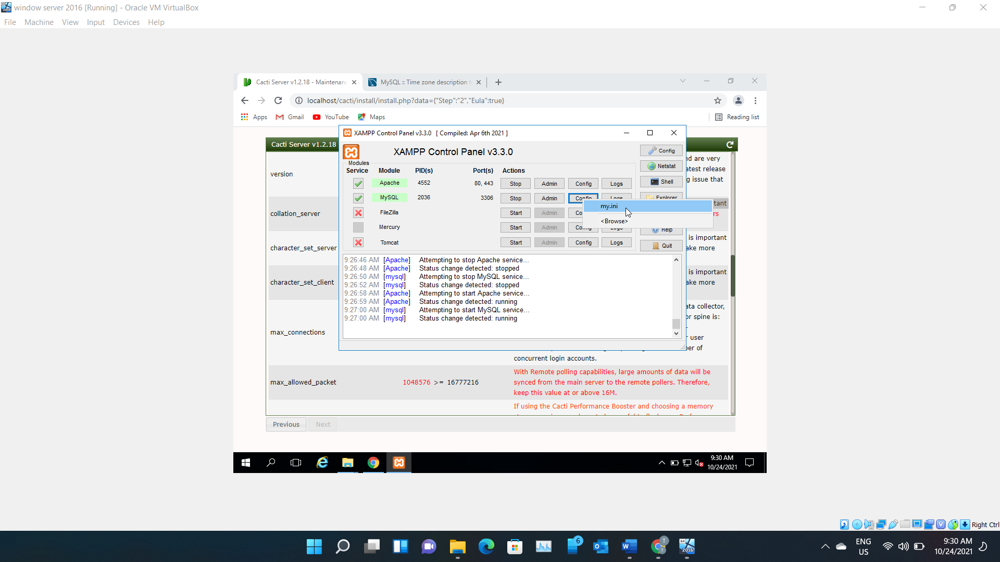 window server 2016 [Running] - Oracle VM VirtualBox
File Machine View Input Devices Help
Cacti Server v1.2.18 - Maintenanc
MySQL :: Time zone description t
localhost/cacti/install/install.php?data={"Step":"2","Eula":true}
Apps Gmail YouTube Maps Reading list
Cacti Server v1.2.18
XAMPP Control Panel v3.3.0 [ Compiled: Apr 6th 2021 ]
XAMPP Control Panel v3.3.0
Config
Modules
Service Module PID(s) Port(s) Actions
Netstat
Apache 4552 80, 443 Stop Admin Config Logs
Shell
MySQL 2036 3306 Stop Admin Config Logs
Explorer
my.ini
<Browse>
FileZilla Start Admin Co
Mercury Start Admin Config Logs
Help
Tomcat Start Admin Config Logs
Quit
9:26:46 AM [Apache] Attempting to stop Apache service...
9:26:48 AM [Apache] Status change detected: stopped
9:26:50 AM [mysql] Attempting to stop MySQL service...
9:26:52 AM [mysql] Status change detected: stopped
9:26:58 AM [Apache] Attempting to start Apache service...
9:26:59 AM [Apache] Status change detected: running
9:27:00 AM [mysql] Attempting to start MySQL service...
9:27:00 AM [mysql] Status change detected: running
version
nd are very
atest release
g issue that
collation_server
tant
rs
character_set_server
is important
ake more
character_set_client
is important
ake more
max_connections
ata collector,
or spine is:
user
ber of
concurrent login accounts.
max_allowed_packet 1048576 >= 16777216
With Remote polling capabilities, large amounts of data will be
synced from the main server to the remote pollers. Therefore,
keep this value at or above 16M.
If using the Cacti Performance Booster and choosing a memory
Previous Next
9:30 AM
10/24/2021
Right Ctrl
6
64
2016
ENG
US
9:30 AM
10/24/2021